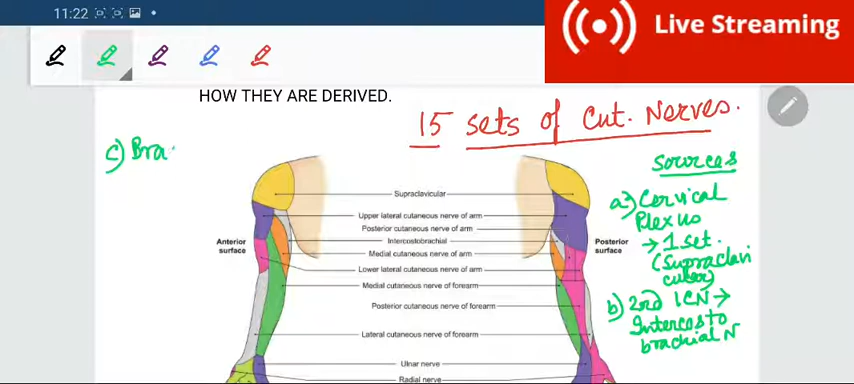 11:22
Live Streaming
HOW THEY ARE DERIVED.
15 sets of Cut. Nerves.
c) Bra
Sources
a) Cervical
Plexus
→ 1 set.
(Supraclavi
cular)
b) 2nd ICN →
Intercosto
brachial N
Supraclavicular
Upper lateral cutaneous nerve of arm
Posterior cutaneous nerve of arm
Intercostobrachial
Anterior
surface
Posterior
surface
Medial cutaneous nerve of arm
Lower lateral cutaneous nerve of arm
Medial cutaneous nerve of forearm
Posterior cutaneous nerve of forearm
Lateral cutaneous nerve of forearm
Ulnar nerve
Radial nerve